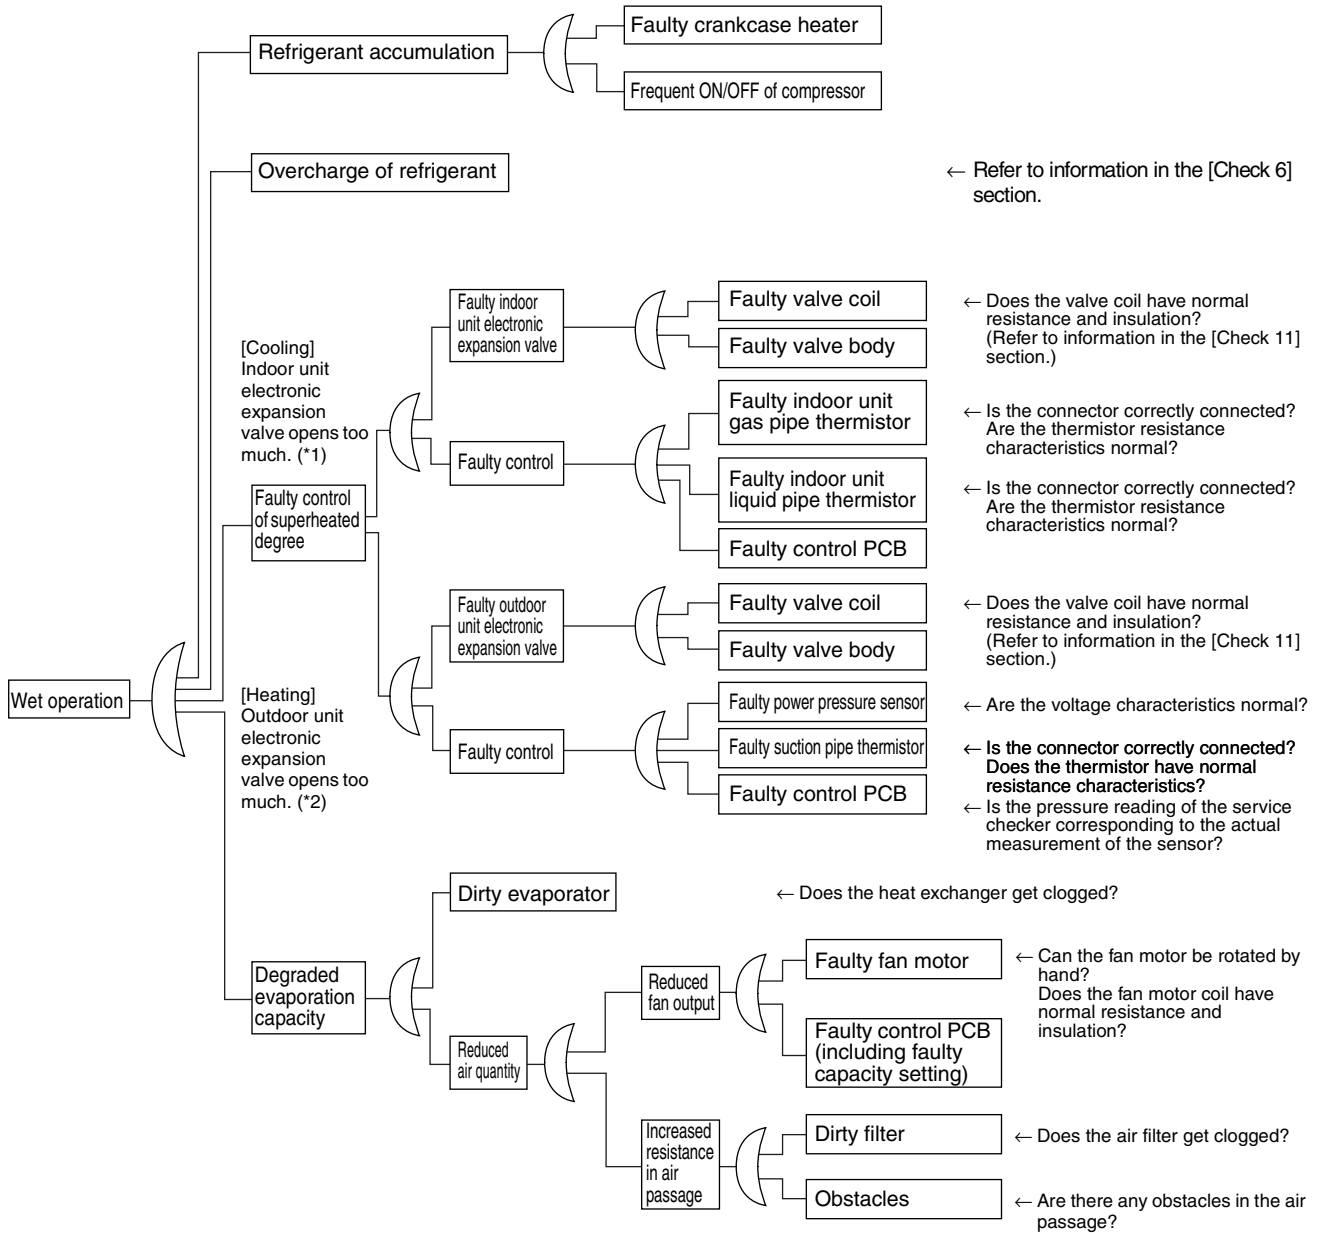 Refrigerant accumulation
Faulty crankcase heater
Frequent ON/OFF of compressor
Overcharge of refrigerant
← Refer to information in the [Check 6]
section.
Wet operation
[Cooling]
Indoor unit
electronic
expansion
valve opens too
much. (*1)
Faulty control
of superheated
degree
[Heating]
Outdoor unit
electronic
expansion
valve opens too
much. (*2)
Faulty indoor
unit electronic
expansion valve
Faulty valve coil
← Does the valve coil have normal
resistance and insulation?
(Refer to information in the [Check 11]
section.)
Faulty valve body
Faulty control
Faulty indoor unit
gas pipe thermistor
← Is the connector correctly connected?
Are the thermistor resistance
characteristics normal?
Faulty indoor unit
liquid pipe thermistor
← Is the connector correctly connected?
Are the thermistor resistance
characteristics normal?
Faulty control PCB
Faulty outdoor
unit electronic
expansion valve
Faulty valve coil
← Does the valve coil have normal
resistance and insulation?
(Refer to information in the [Check 11]
section.)
Faulty valve body
Faulty control
Faulty power pressure sensor
← Are the voltage characteristics normal?
Faulty suction pipe thermistor
← Is the connector correctly connected?
Does the thermistor have normal
resistance characteristics?
Faulty control PCB
← Is the pressure reading of the service
checker corresponding to the actual
measurement of the sensor?
Degraded
evaporation
capacity
Dirty evaporator
← Does the heat exchanger get clogged?
Reduced
air quantity
Reduced
fan output
Faulty fan motor
← Can the fan motor be rotated by
hand?
Does the fan motor coil have
normal resistance and
insulation?
Faulty control PCB
(including faulty
capacity setting)
Increased
resistance
in air
passage
Dirty filter
← Does the air filter get clogged?
Obstacles
← Are there any obstacles in the air
passage?